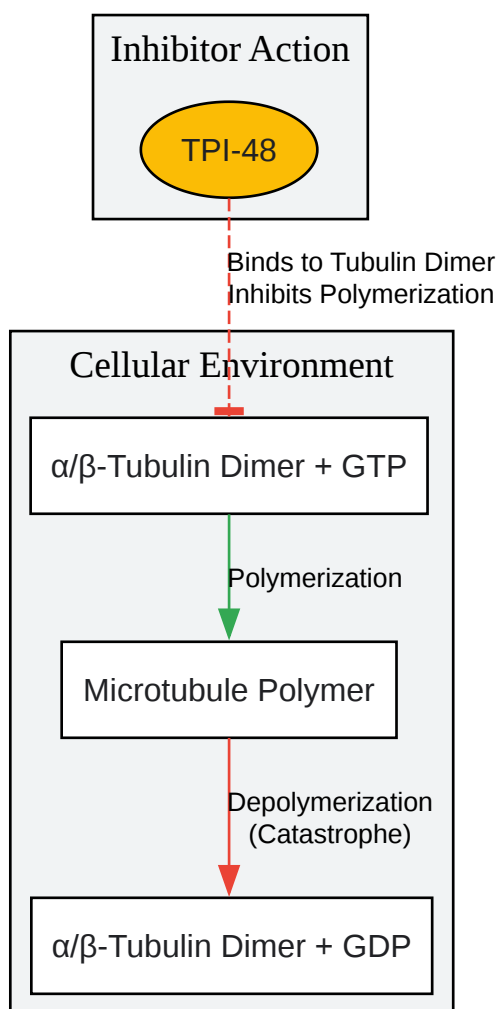 Inhibitor Action
TPI-48
Binds to Tubulin Dimer
Inhibits Polymerization
Cellular Environment
α/β-Tubulin Dimer + GTP
Polymerization
Microtubule Polymer
Depolymerization
(Catastrophe)
α/β-Tubulin Dimer + GDP